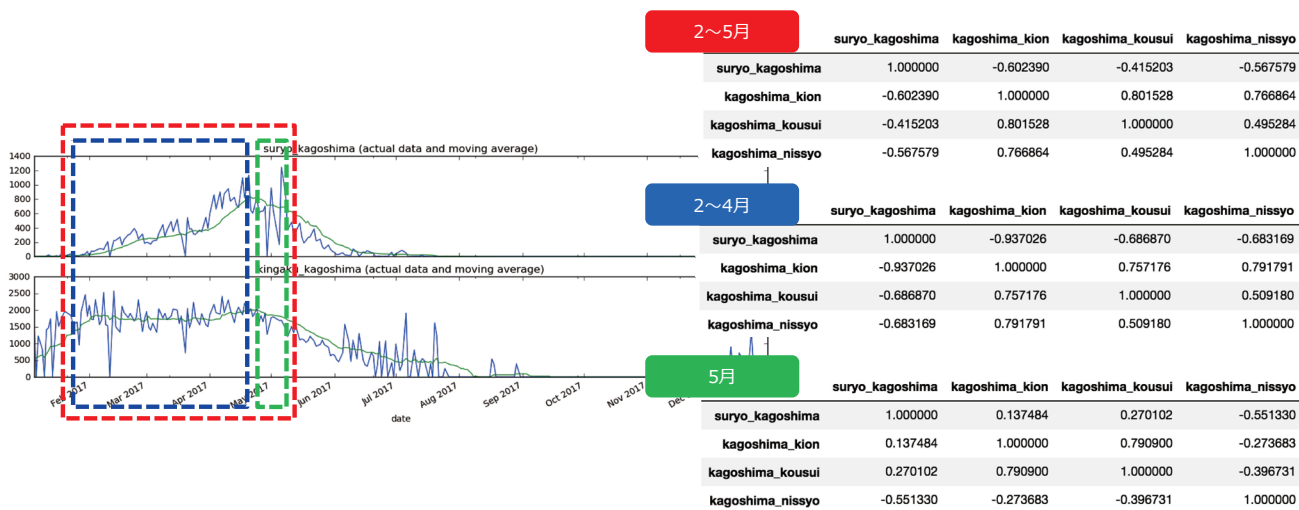 suryo_kagoshima (actual data and moving average)
1400
1200
1000
800
600
400
200
0
kingaku_kagoshima (actual data and moving average)
3000
2500
2000
1500
1000
500
0
Feb 2017
Mar 2017
Apr 2017
May 2017
Jun 2017
Jul 2017
Aug 2017
Sep 2017
Oct 2017
Nov 2017
Dec
date
2～5月
suryo_kagoshima kagoshima_kion kagoshima_kousui kagoshima_nissyo
suryo_kagoshima 1.000000 -0.602390 -0.415203 -0.567579
kagoshima_kion -0.602390 1.000000 0.801528 0.766864
kagoshima_kousui -0.415203 0.801528 1.000000 0.495284
kagoshima_nissyo -0.567579 0.766864 0.495284 1.000000
2～4月
suryo_kagoshima kagoshima_kion kagoshima_kousui kagoshima_nissyo
suryo_kagoshima 1.000000 -0.937026 -0.686870 -0.683169
kagoshima_kion -0.937026 1.000000 0.757176 0.791791
kagoshima_kousui -0.686870 0.757176 1.000000 0.509180
kagoshima_nissyo -0.683169 0.791791 0.509180 1.000000
5月
suryo_kagoshima kagoshima_kion kagoshima_kousui kagoshima_nissyo
suryo_kagoshima 1.000000 0.137484 0.270102 -0.551330
kagoshima_kion 0.137484 1.000000 0.790900 -0.273683
kagoshima_kousui 0.270102 0.790900 1.000000 -0.396731
kagoshima_nissyo -0.551330 -0.273683 -0.396731 1.000000